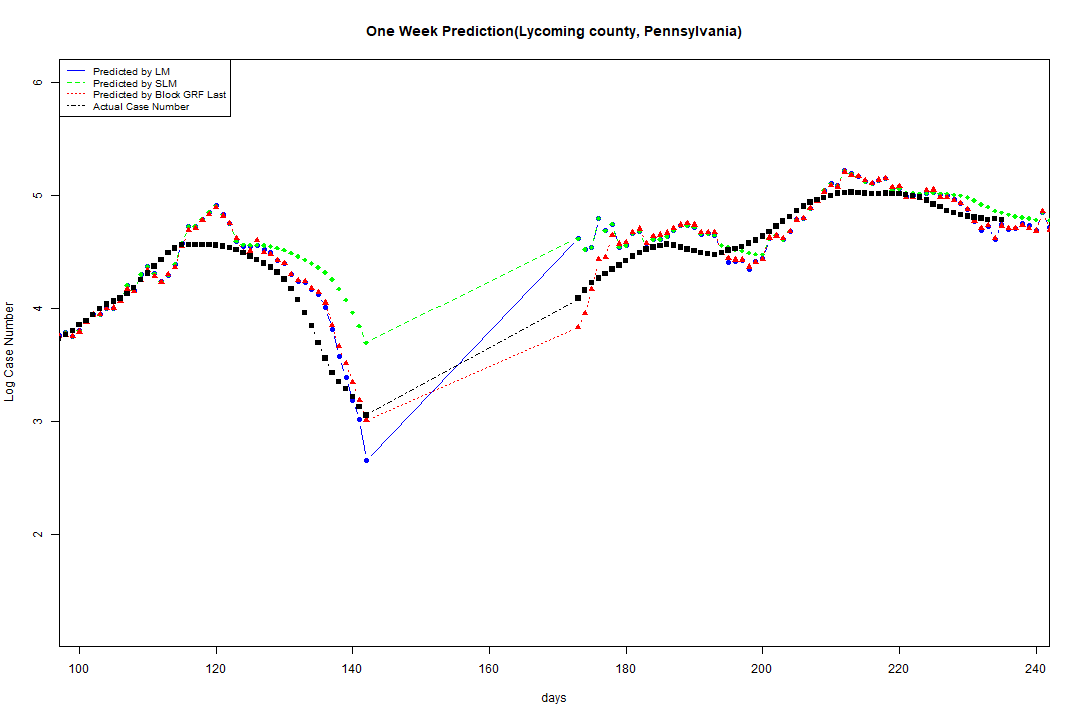 One Week Prediction(Lycoming county, Pennsylvania)
Predicted by LM
Predicted by SLM
Predicted by Block GRF Last
Actual Case Number
6
5
4
3
2
Log Case Number
100 120 140 160 180 200 220 240
days